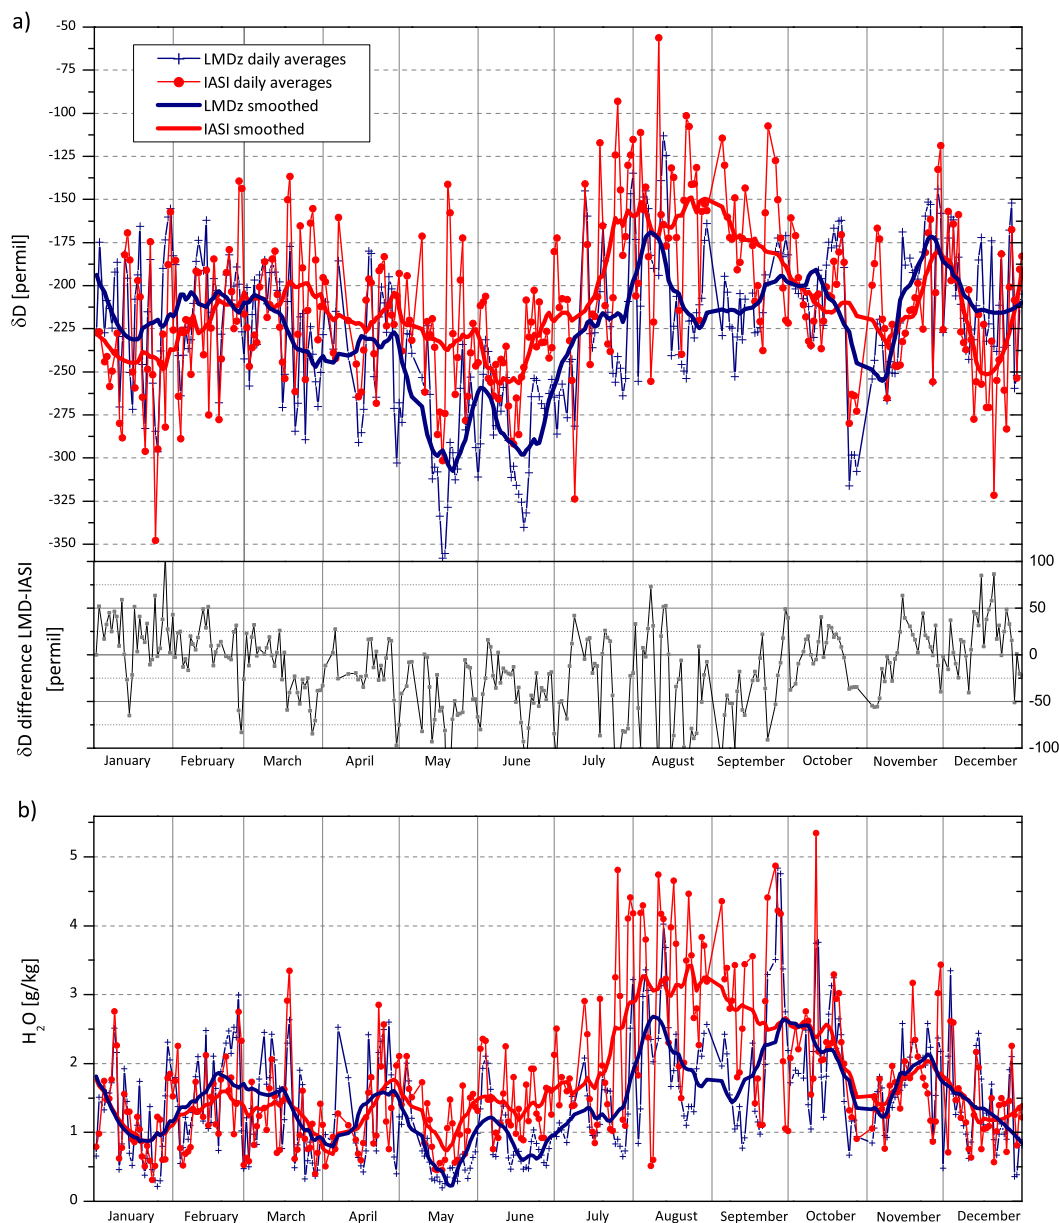 a)
-50
-75
-100
-125
-150
-175
-200
-225
-250
-275
-300
-325
-350
δD [permil]
LMDz daily averages
IASI daily averages
LMDz smoothed
IASI smoothed
δD difference LMD-IASI
[permil]
100
50
0
-50
-100
January February March April May June July August September October November December
b)
5
4
3
2
1
0
H2O [g/kg]
January February March April May June July August September October November December